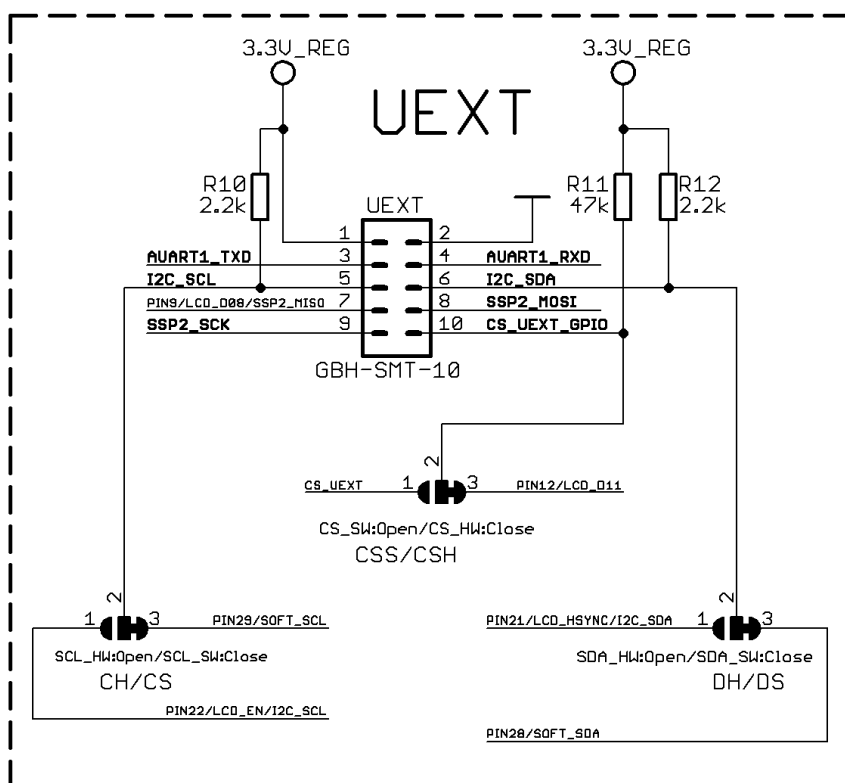 3.3V_REG 3.3V_REG
UEXT
R10 2.2k
R11 47k
R12 2.2k
UEXT
1 2
AUART1_TXD 3 4 AUART1_RXD
I2C_SCL 5 6 I2C_SDA
PIN9/LCD_D08/SSP2_MISO 7 8 SSP2_MOSI
SSP2_SCK 9 10 CS_UEXT_GPIO
GBH-SMT-10
2
CS_UEXT 1 3 PIN12/LCD_D11
CS_SW:Open/CS_HW:Close
CSS/CSH
2
1 3 PIN29/SOFT_SCL
SCL_HW:Open/SCL_SW:Close
CH/CS
PIN22/LCD_EN/I2C_SCL
2
PIN21/LCD_HSYNC/I2C_SDA 1 3
SDA_HW:Open/SDA_SW:Close
DH/DS
PIN28/SOFT_SDA